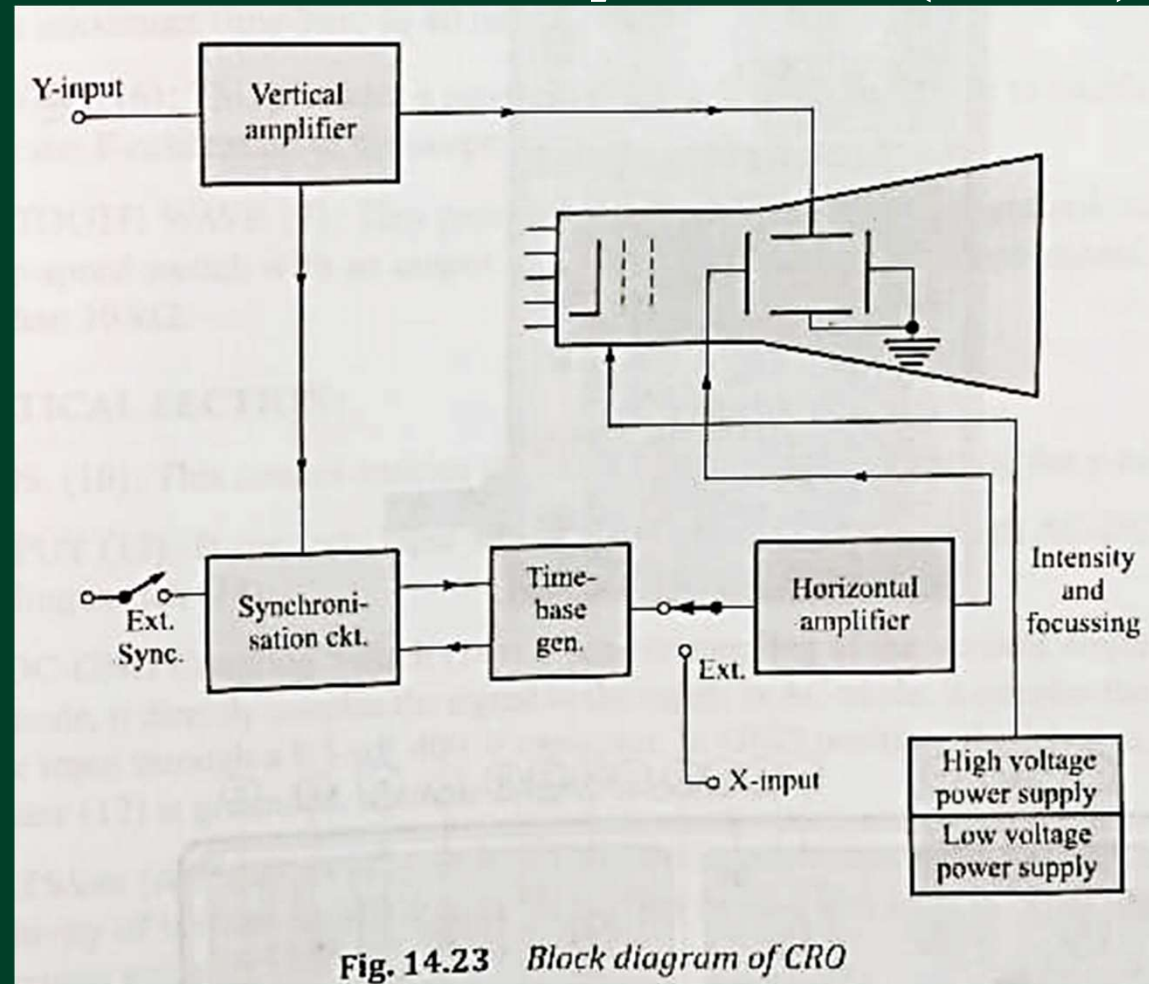 Y-input
Vertical
amplifier
Synchroni-
sation ckt.
Ext.
Sync.
Time-
base
gen.
Ext.
X-input
Horizontal
amplifier
Intensity
and
focussing
High voltage
power supply
Low voltage
power supply
Fig. 14.23 Block diagram of CRO